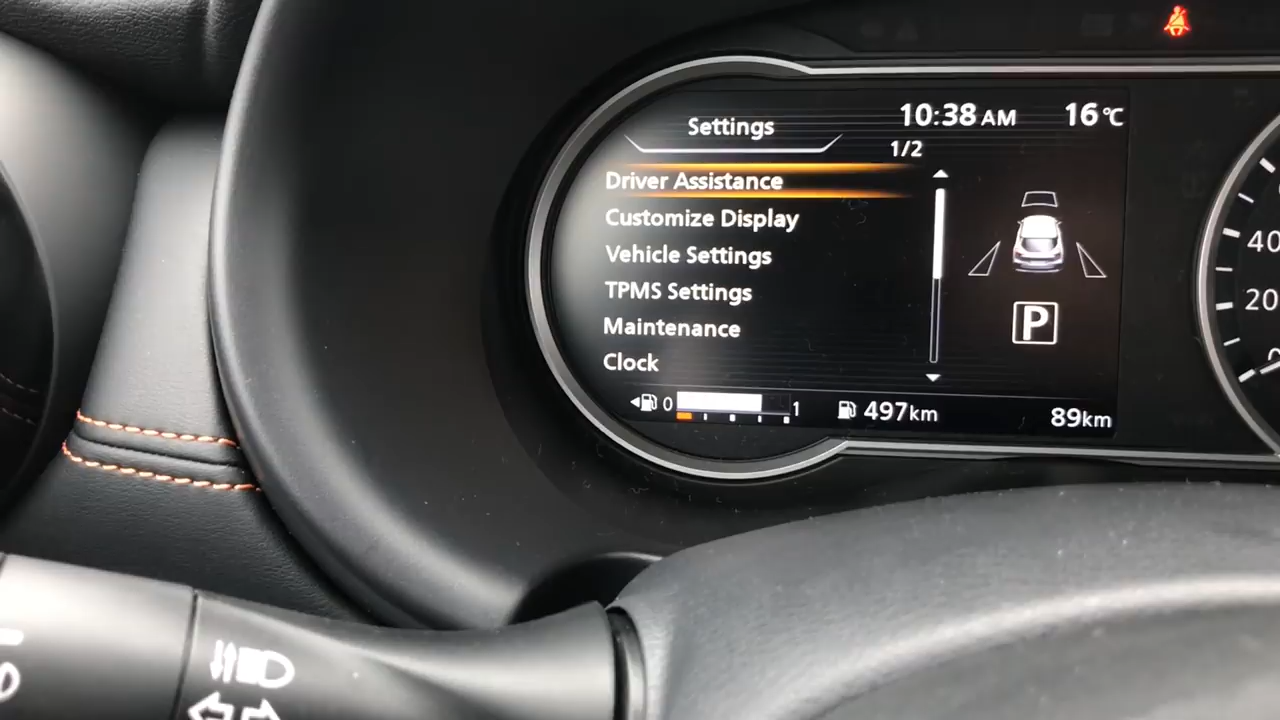 Settings
10:38 AM
16°C
1/2
Driver Assistance
Customize Display
Vehicle Settings
TPMS Settings
Maintenance
Clock
P
0
1
497km
89km
40
20
0